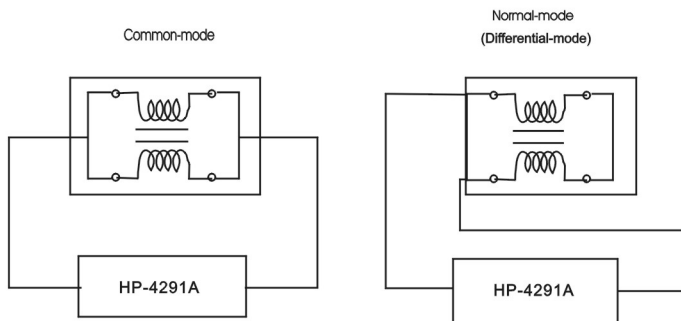 Common-mode
Normal-mode
(Differential-mode)
HP-4291A
HP-4291A